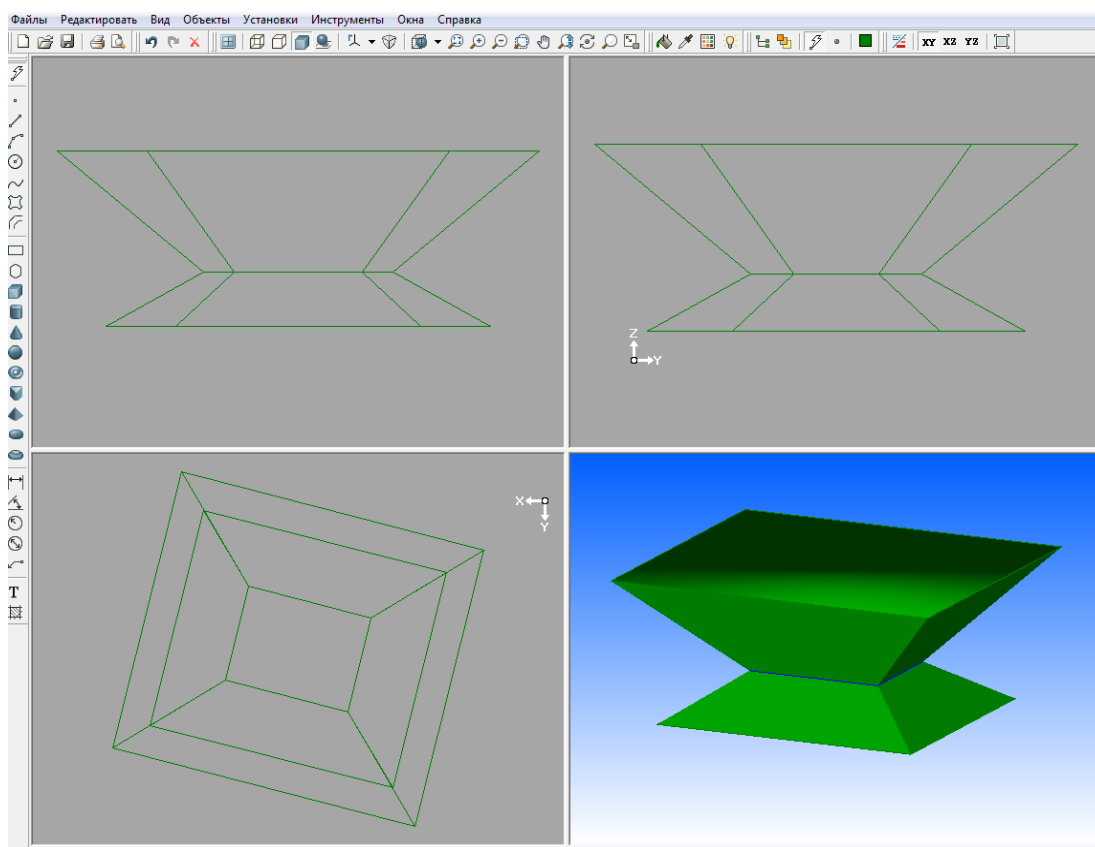 Файлы Редактировать Вид Объекты Установки Инструменты Окна Справка
XY XZ YZ
T
Z
Y
X
Y